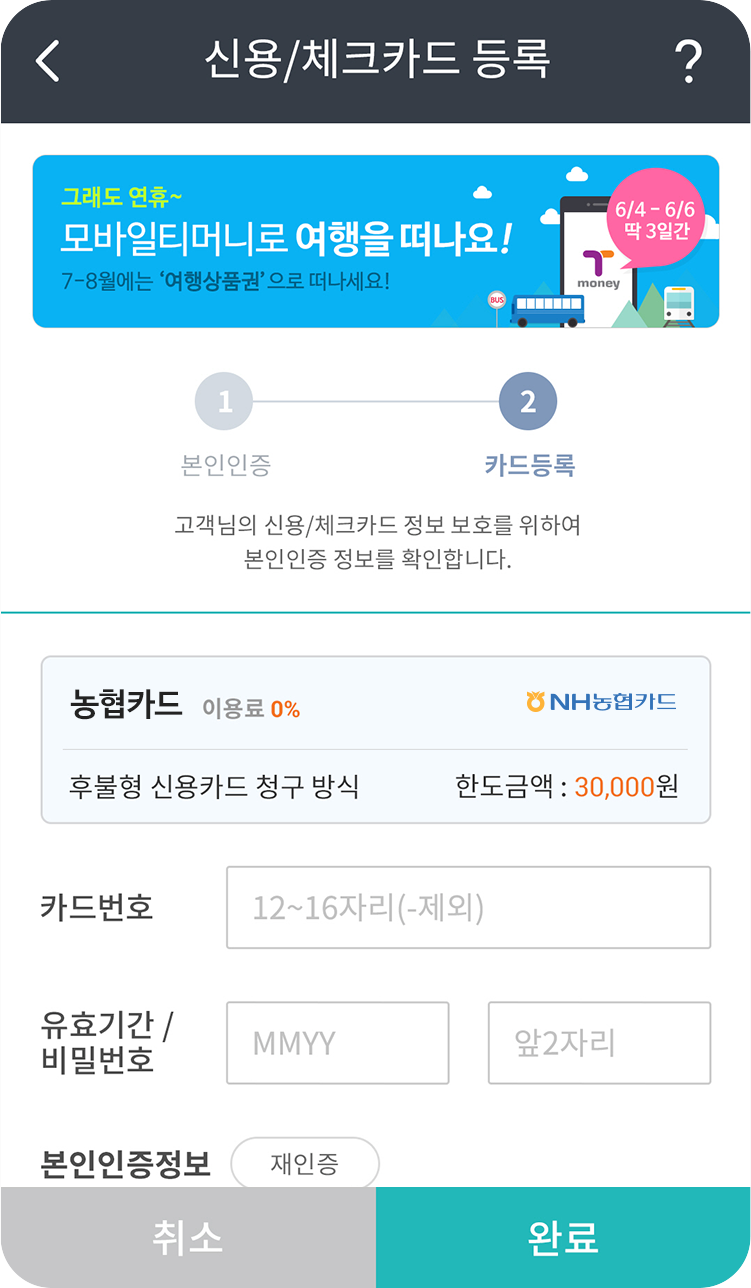 신용/체크카드 등록
?
그래도 연휴~
모바일티머니로 여행을 떠나요!
7-8월에는 '여행상품권'으로 떠나세요!
6/4 - 6/6
딱 3일간
T
money
BUS
1
2
본인인증
카드등록
고객님의 신용/체크카드 정보 보호를 위하여
본인인증 정보를 확인합니다.
농협카드 이용료 0%
NH농협카드
후불형 신용카드 청구 방식
한도금액 : 30,000원
카드번호
12~16자리(-제외)
유효기간 /
비밀번호
MMYY
앞2자리
본인인증정보
재인증
취소
완료